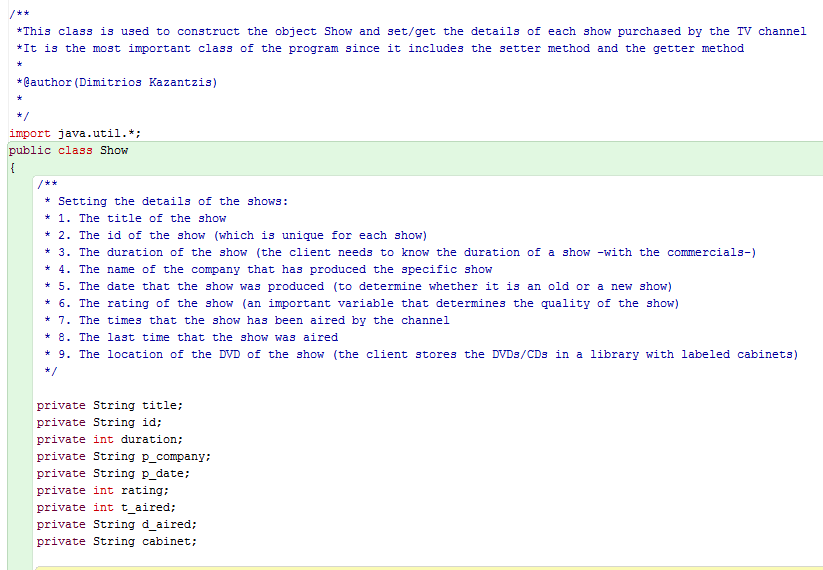 /**
*This class is used to construct the object Show and set/get the details of each show purchased by the TV channel
*It is the most important class of the program since it includes the setter method and the getter method
*
*@author(Dimitrios Kazantzis)
*
*/
import java.util.*;
public class Show
{
/**
* Setting the details of the shows:
* 1. The title of the show
* 2. The id of the show (which is unique for each show)
* 3. The duration of the show (the client needs to know the duration of a show -with the commercials-)
* 4. The name of the company that has produced the specific show
* 5. The date that the show was produced (to determine whether it is an old or a new show)
* 6. The rating of the show (an important variable that determines the quality of the show)
* 7. The times that the show has been aired by the channel
* 8. The last time that the show was aired
* 9. The location of the DVD of the show (the client stores the DVDs/CDs in a library with labeled cabinets)
*/
private String title;
private String id;
private int duration;
private String p_company;
private String p_date;
private int rating;
private int t_aired;
private String d_aired;
private String cabinet;